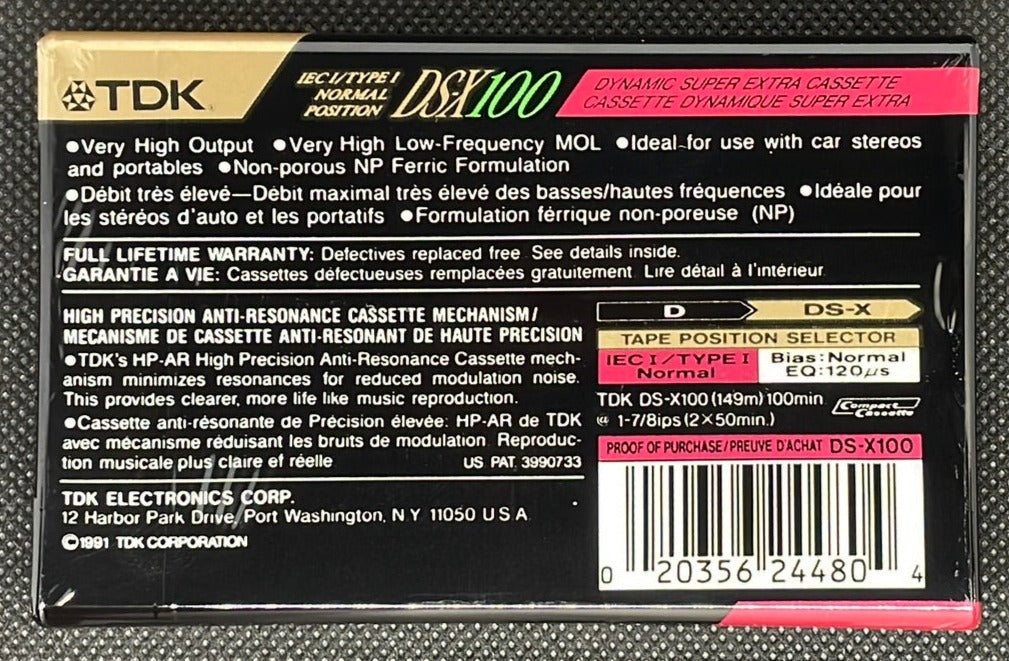 TDK
IEC I/TYPE I
NORMAL
POSITION
DS-X100
DYNAMIC SUPER EXTRA CASSETTE
CASSETTE DYNAMIQUE SUPER EXTRA
●Very High Output ●Very High Low-Frequency MOL ●Ideal for use with car stereos
and portables ●Non-porous NP Ferric Formulation
●Débit très élevé—Débit maximal très élevé des basses/hautes fréquences ●Idéale pour
les stéréos d'auto et les portatifs ●Formulation férrique non-poreuse (NP)
FULL LIFETIME WARRANTY: Defectives replaced free. See details inside.
GARANTIE A VIE: Cassettes défectueuses remplacées gratuitement. Lire détail à l'intérieur
HIGH PRECISION ANTI-RESONANCE CASSETTE MECHANISM/
MECANISME DE CASSETTE ANTI-RESONANT DE HAUTE PRECISION
●TDK's HP-AR High Precision Anti-Resonance Cassette mech-
anism minimizes resonances for reduced modulation noise.
This provides clearer, more life like music reproduction.
●Cassette anti-résonante de Précision élevée: HP-AR de TDK
avec mécanisme réduisant les bruits de modulation. Reproduc-
tion musicale plus claire et réelle
US PAT 3990733
TDK ELECTRONICS CORP.
12 Harbor Park Drive, Port Washington, N.Y. 11050 U.S.A.
©1991 TDK CORPORATION
D DS-X
TAPE POSITION SELECTOR
IEC I/TYPE I
Normal
Bias:Normal
EQ:120μs
TDK DS-X100 (149m) 100min.
@ 1-7/8ips (2×50min.)
Compact
Cassette
PROOF OF PURCHASE/PREUVE D'ACHAT DS-X100
0 20356 24480 4